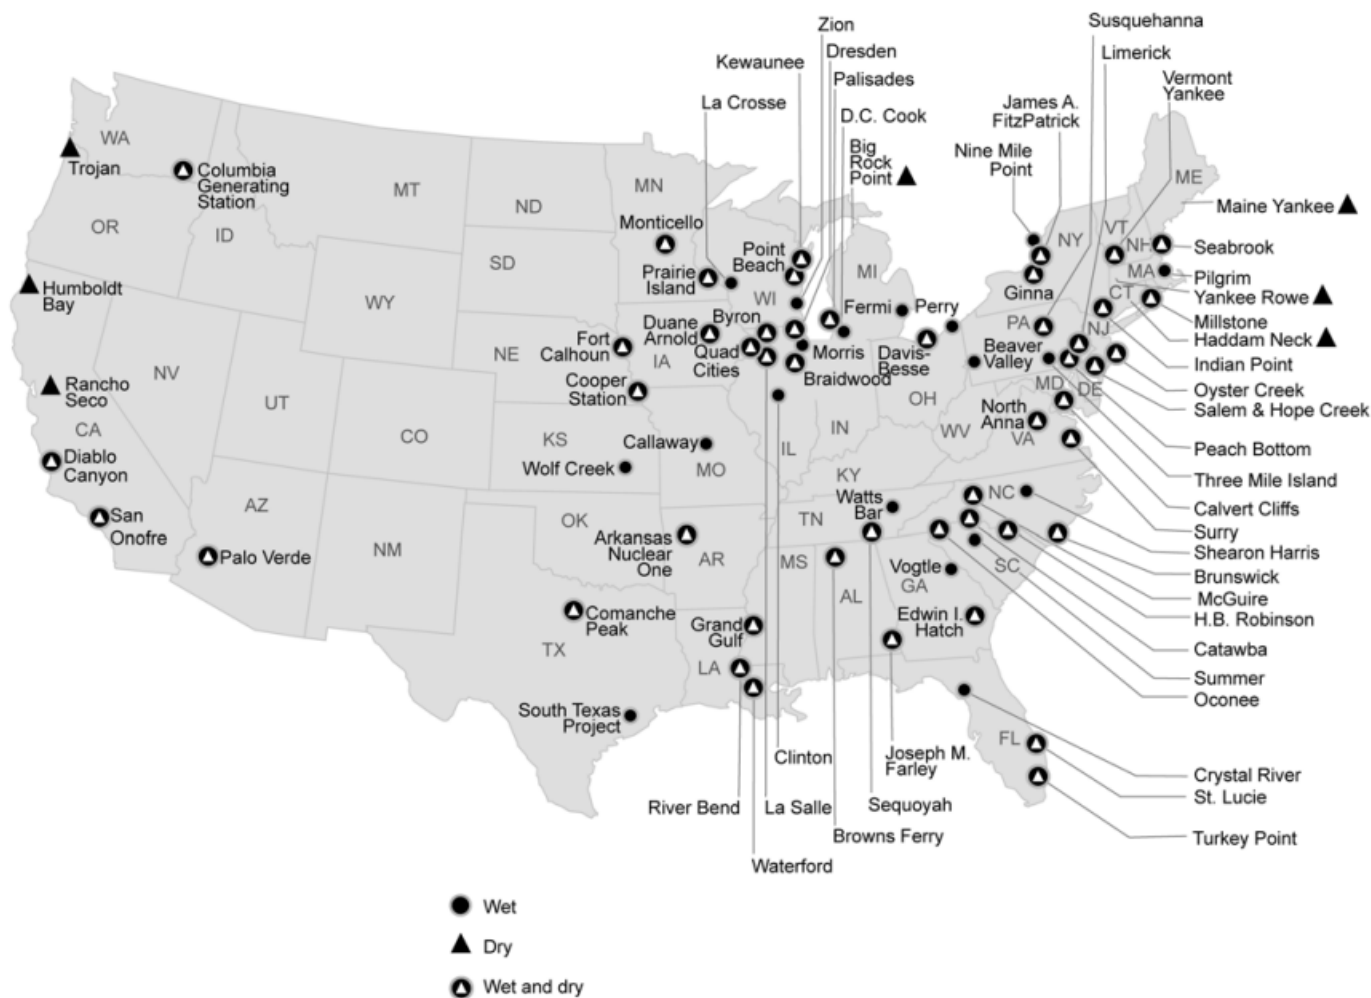 Susquehanna
Zion
Limerick
Dresden
Kewaunee
Palisades
Vermont
Yankee
La Crosse
James A.
FitzPatrick
D.C. Cook
Big
Rock
Point
Nine Mile
Point
WA
Trojan
Columbia
Generating
Station
MT
ND
MN
ME
Maine Yankee
OR
ID
Monticello
NY
VT
NH
Seabrook
Point
Beach
SD
Prairie
Island
WI
MI
MA
Pilgrim
Humboldt
Bay
WY
Ginna
CT
Yankee Rowe
Byron
Fermi
Perry
Millstone
Duane
Arnold
PA
NJ
Haddam Neck
Fort
Calhoun
NE
IA
Quad
Cities
Morris
Davis-
Besse
Beaver
Valley
Indian Point
Braidwood
Rancho
Seco
NV
Cooper
Station
MD
DE
Oyster Creek
UT
OH
Salem & Hope Creek
CA
CO
KS
IL
IN
WV
North
Anna
VA
Callaway
Peach Bottom
Diablo
Canyon
Wolf Creek
MO
KY
Three Mile Island
AZ
Watts
Bar
NC
Calvert Cliffs
San
Onofre
OK
TN
Surry
NM
Arkansas
Nuclear
One
AR
Shearon Harris
Palo Verde
MS
AL
Vogtle
GA
SC
Brunswick
McGuire
Comanche
Peak
Grand
Gulf
Edwin I.
Hatch
H.B. Robinson
TX
Catawba
LA
Summer
Oconee
South Texas
Project
FL
Clinton
Joseph M.
Farley
Crystal River
St. Lucie
River Bend
La Salle
Sequoyah
Browns Ferry
Turkey Point
Waterford
Wet
Dry
Wet and dry